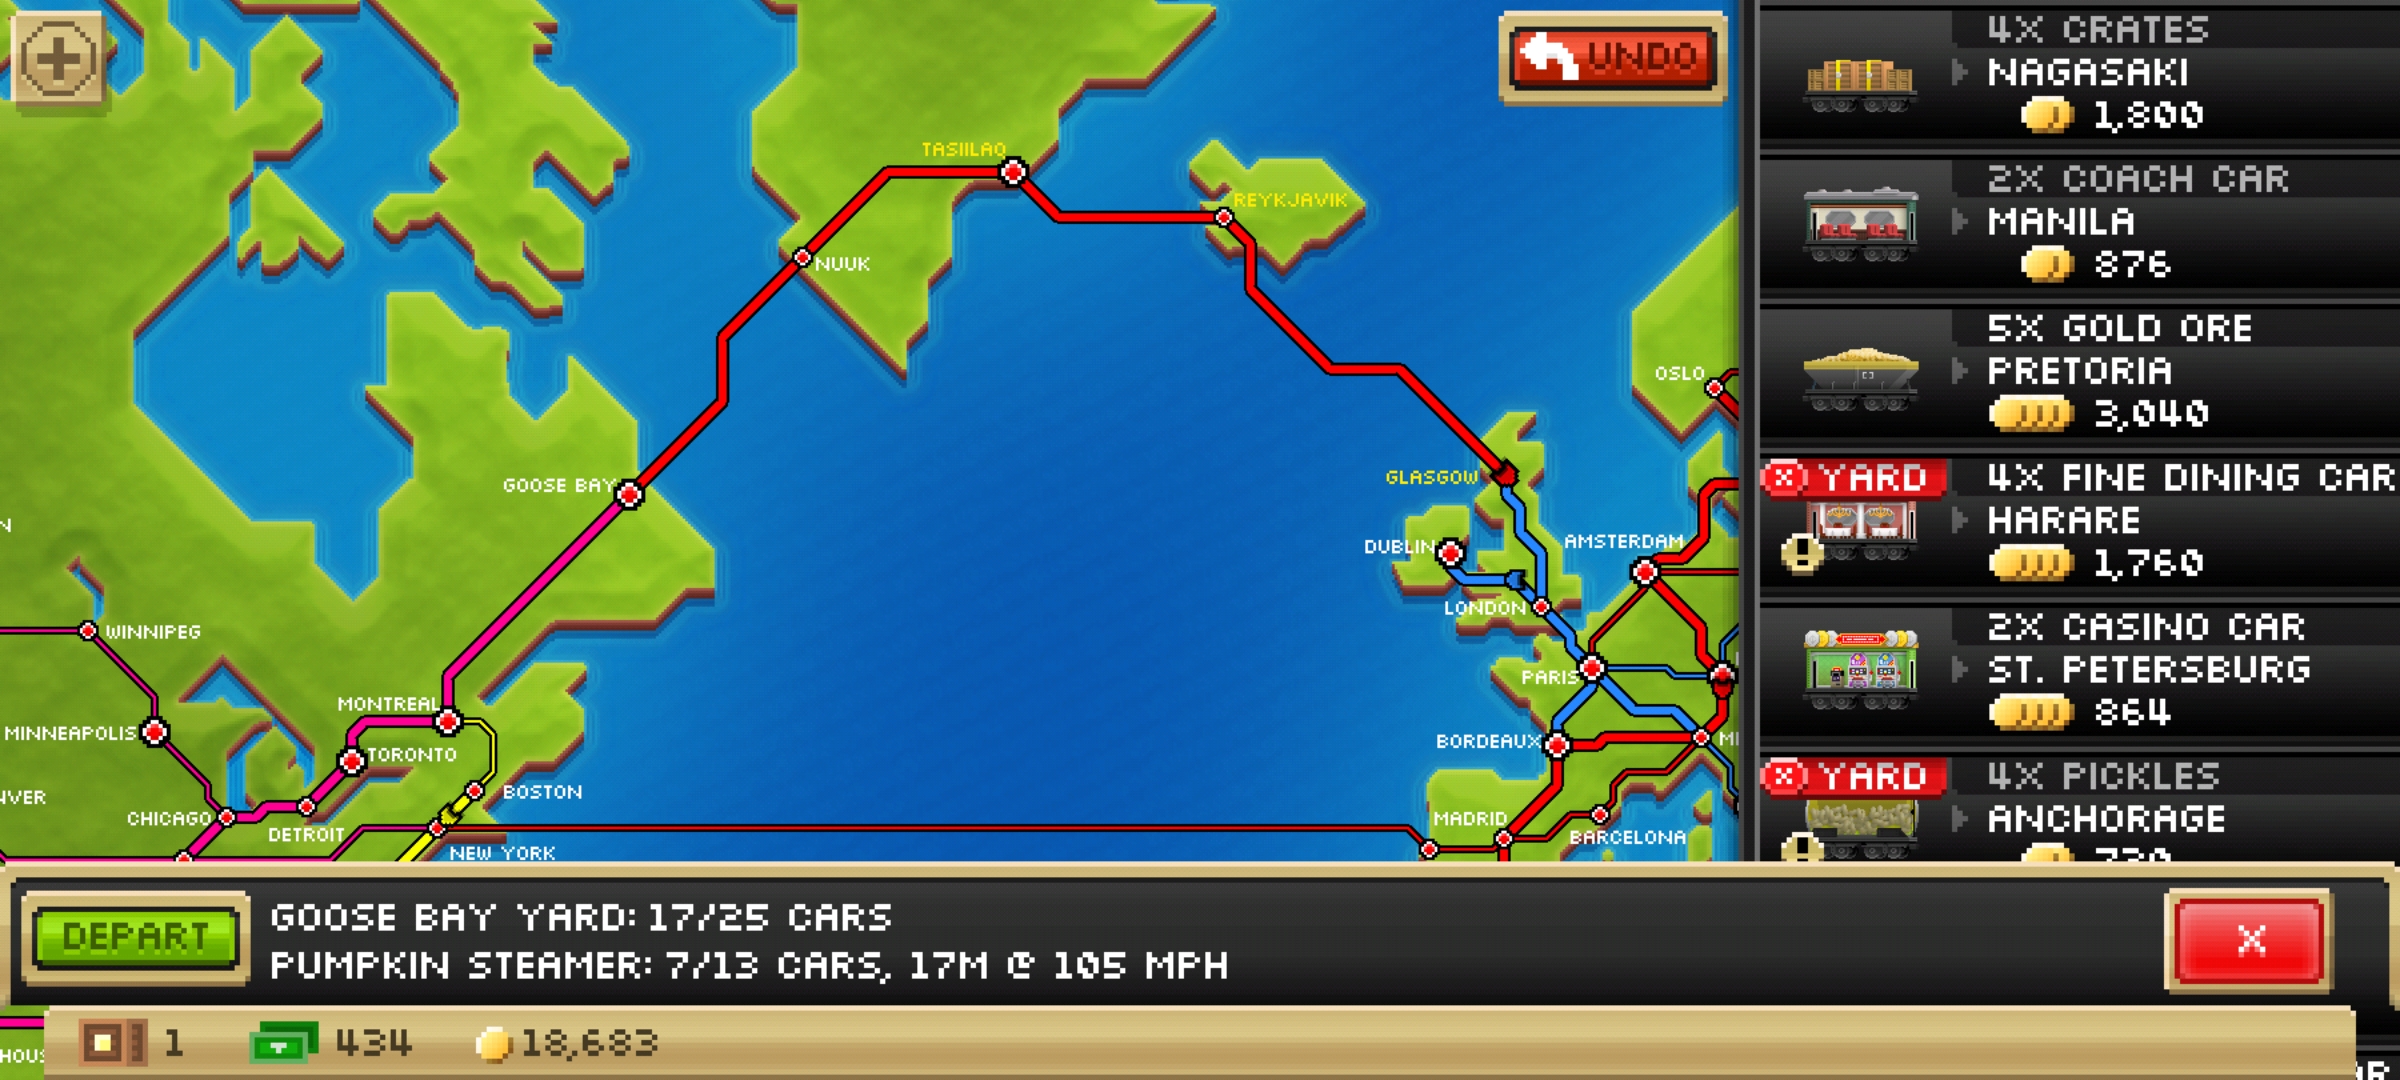 UNDO
TASIILAQ
REYKJAVIK
NUUK
OSLO
GOOSE BAY
GLASGOW
DUBLIN
AMSTERDAM
LONDON
WINNIPEG
PARIS
MONTREAL
MINNEAPOLIS
TORONTO
BORDEAUX
BOSTON
CHICAGO
DETROIT
MADRID
BARCELONA
NEW YORK
4X CRATES
NAGASAKI
1,800
2X COACH CAR
MANILA
876
5X GOLD ORE
PRETORIA
3,040
YARD
4X FINE DINING CAR
HARARE
1,760
2X CASINO CAR
ST. PETERSBURG
864
YARD
4X PICKLES
ANCHORAGE
DEPART
GOOSE BAY YARD: 17/25 CARS
PUMPKIN STEAMER: 7/13 CARS, 17M @ 105 MPH
X
1
434
18,683